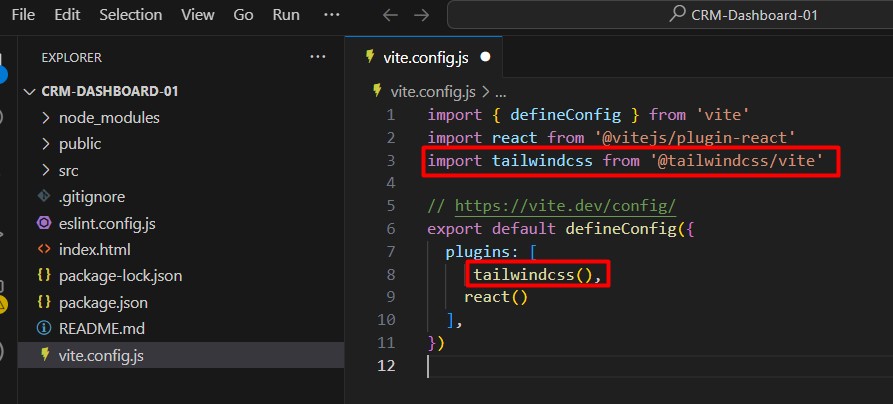 File Edit Selection View Go Run ...
CRM-Dashboard-01
EXPLORER
vite.config.js
CRM-DASHBOARD-01
node_modules
public
src
.gitignore
eslint.config.js
index.html
package-lock.json
package.json
README.md
vite.config.js
vite.config.js > ...
1 import { defineConfig } from 'vite'
2 import react from '@vitejs/plugin-react'
3 import tailwindcss from '@tailwindcss/vite'
4
5 // https://vite.dev/config/
6 export default defineConfig({
7 plugins: [
8 tailwindcss(),
9 react()
10 ],
11 })
12